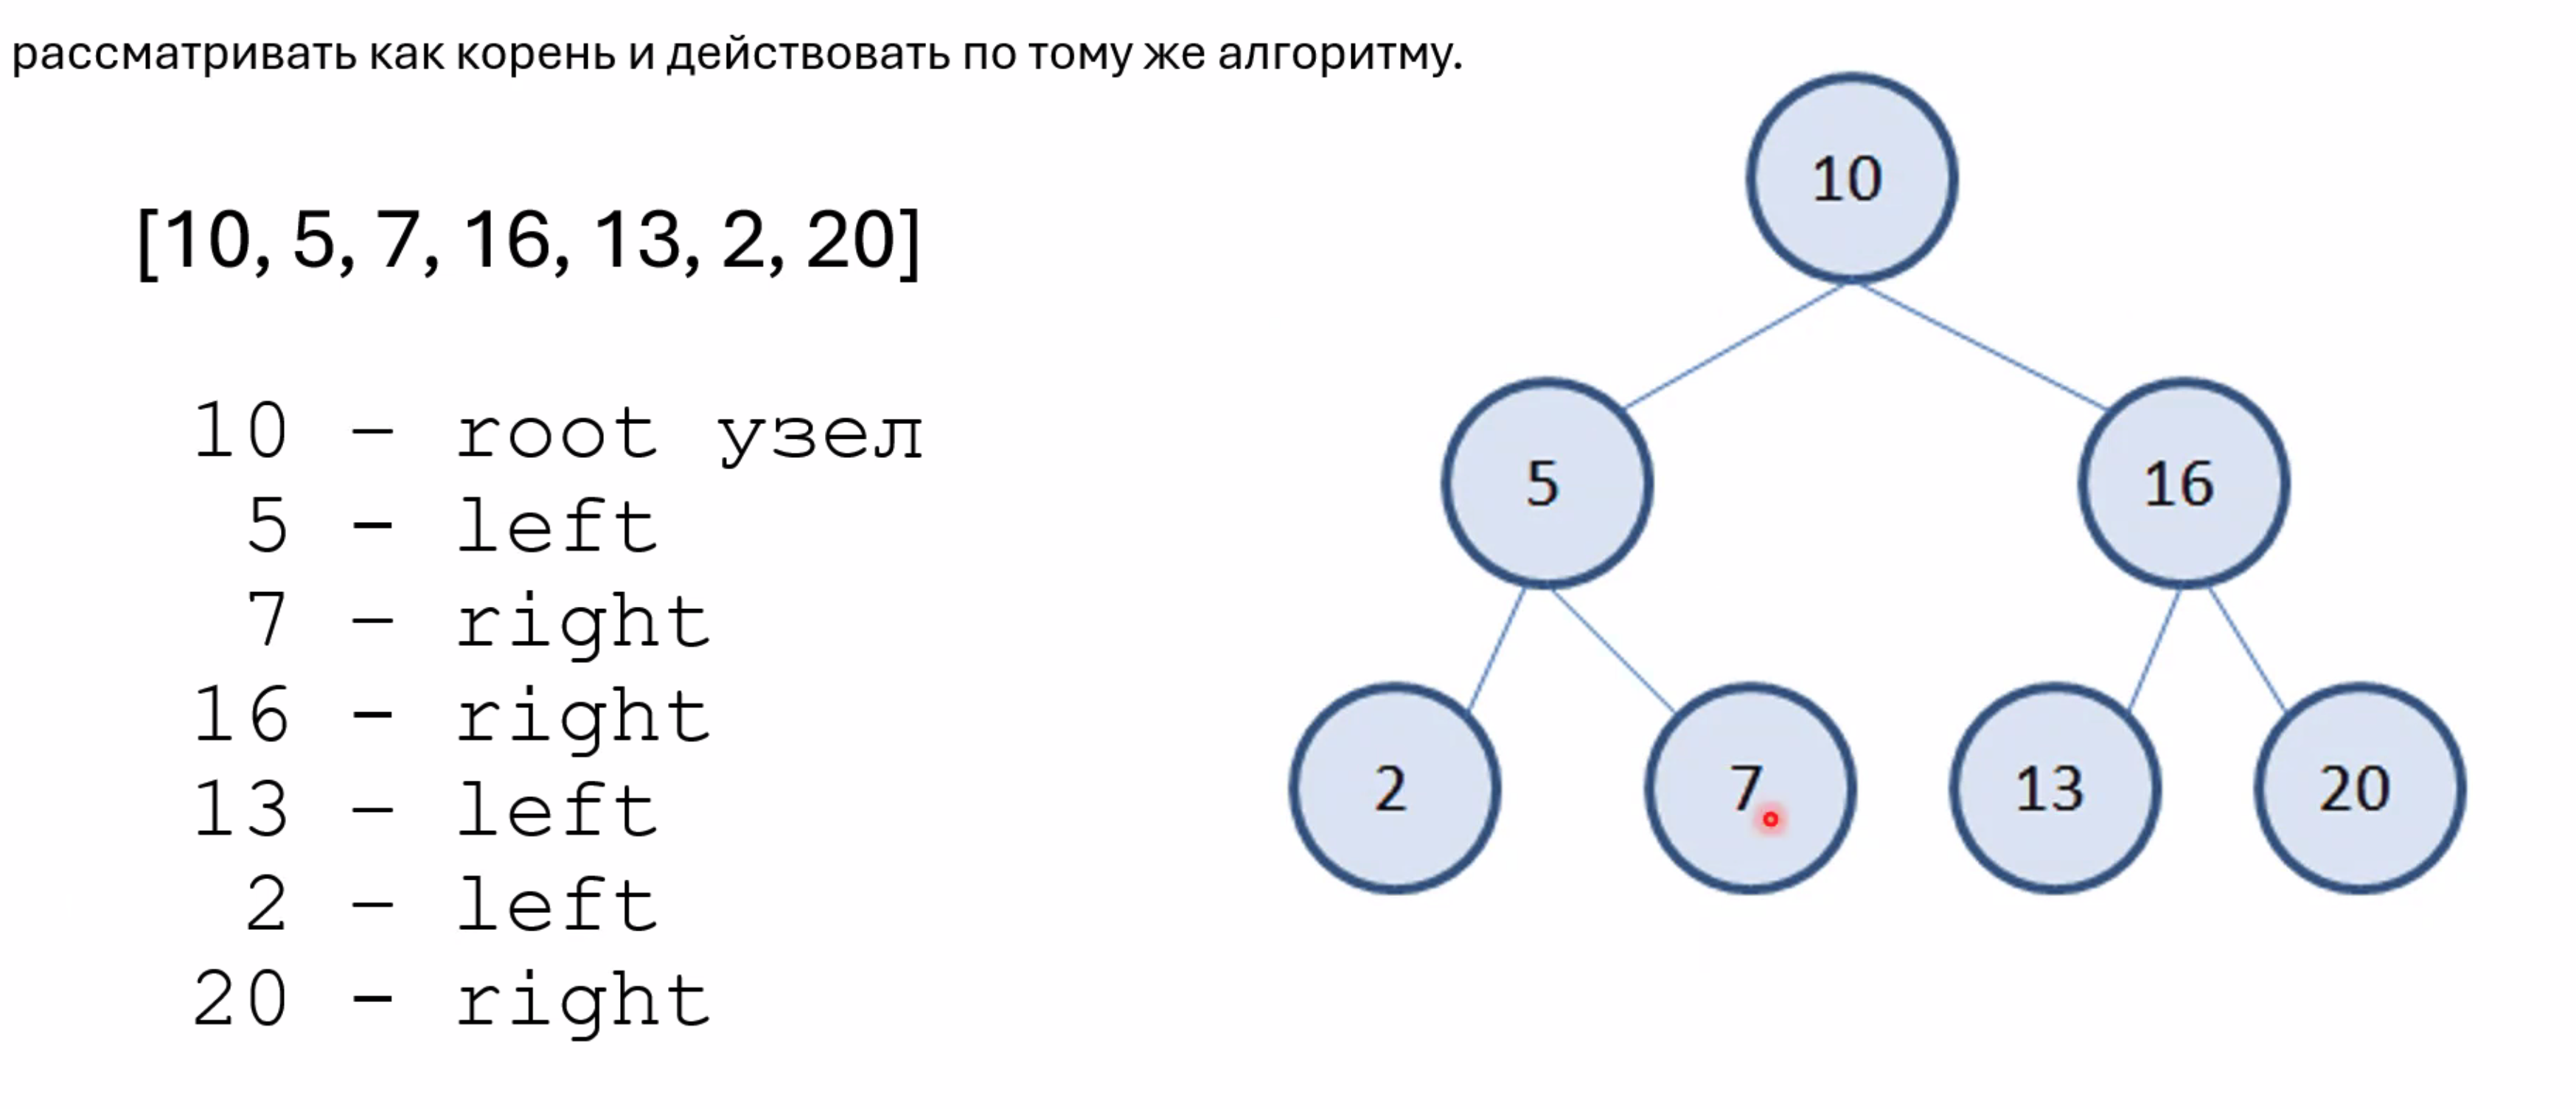 рассматривать как корень и действовать по тому же алгоритму.
[10, 5, 7, 16, 13, 2, 20]
10 - root узел
5 - left
7 - right
16 - right
13 - left
2 - left
20 - right
10
5
16
2
7
13
20